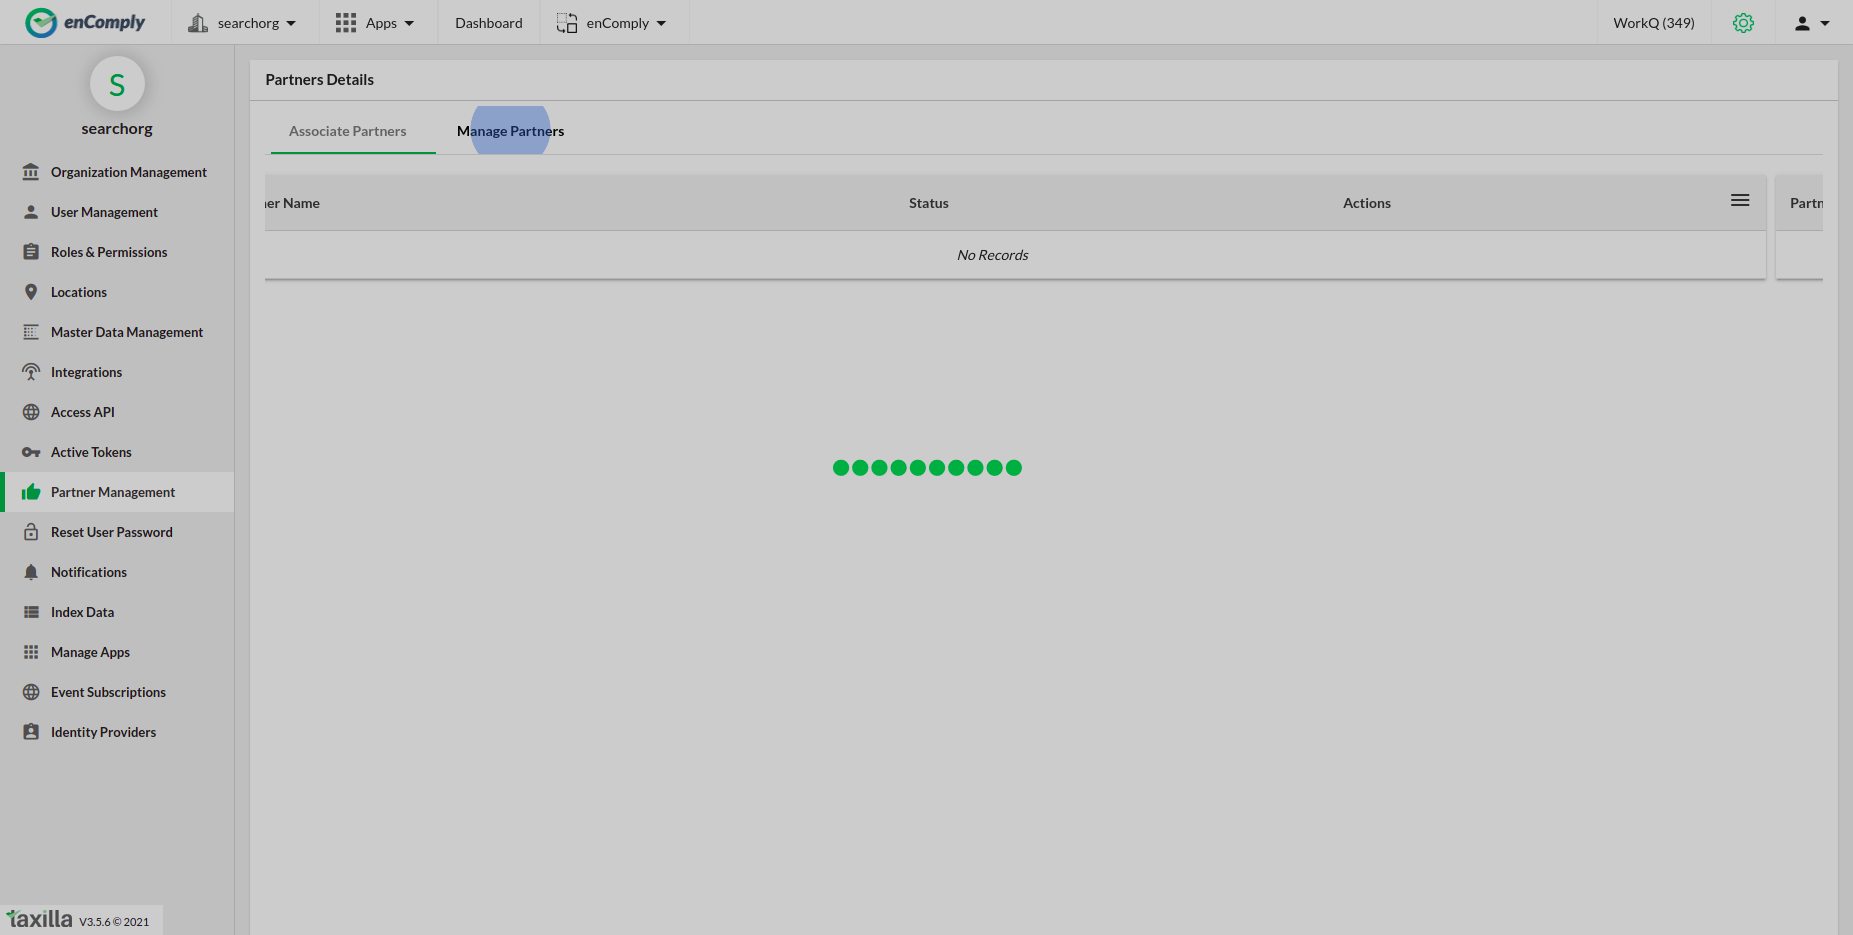 enComply searchorg Apps Dashboard enComply WorkQ (349)
S
searchorg
Organization Management
User Management
Roles & Permissions
Locations
Master Data Management
Integrations
Access API
Active Tokens
Partner Management
Reset User Password
Notifications
Index Data
Manage Apps
Event Subscriptions
Identity Providers
taxilla V3.5.6 © 2021
Partners Details
Associate Partners Manage Partners
er Name Status Actions Partn
No Records